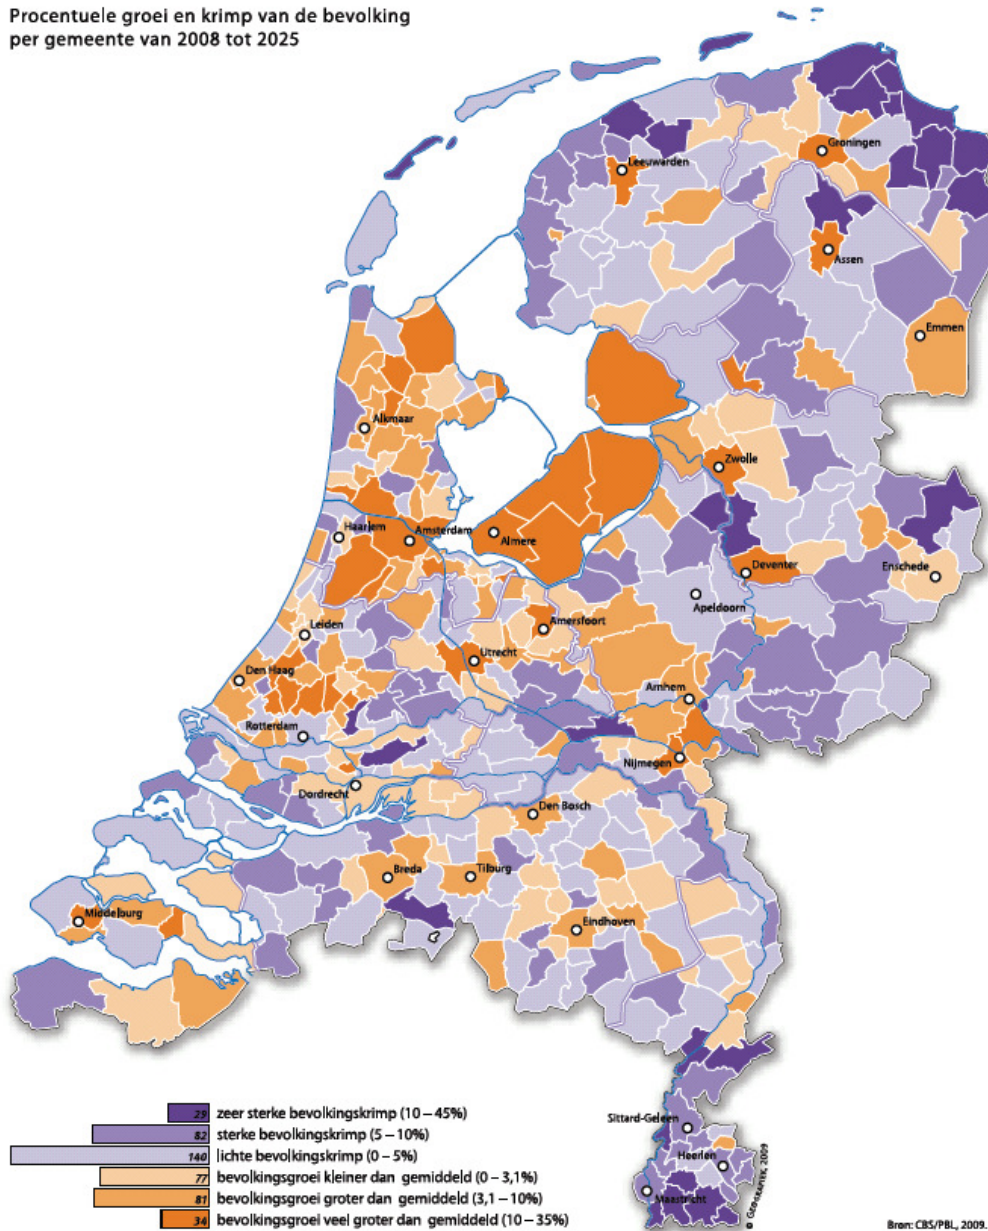 Procentuele groei en krimp van de bevolking
per gemeente van 2008 tot 2025
Groningen
Leeuwarden
Assen
Emmen
Alkmaar
Zwolle
Haarlem
Amsterdam
Almere
Deventer
Enschede
Apeldoorn
Leiden
Amersfoort
Utrecht
Den Haag
Arnhem
Rotterdam
Nijmegen
Dordrecht
Den Bosch
Breda
Tilburg
Middelburg
Eindhoven
29 zeer sterke bevolkingskrimp (10 – 45%)
82 sterke bevolkingskrimp (5 – 10%)
140 lichte bevolkingskrimp (0 – 5%)
77 bevolkingsgroei kleiner dan gemiddeld (0 – 3,1%)
81 bevolkingsgroei groter dan gemiddeld (3,1 – 10%)
34 bevolkingsgroei veel groter dan gemiddeld (10 – 35%)
Sittard-Geleen
Heerlen
Maastricht
© GEOGRAFIEK, 2009
Bron: CBS/PBL, 2009.